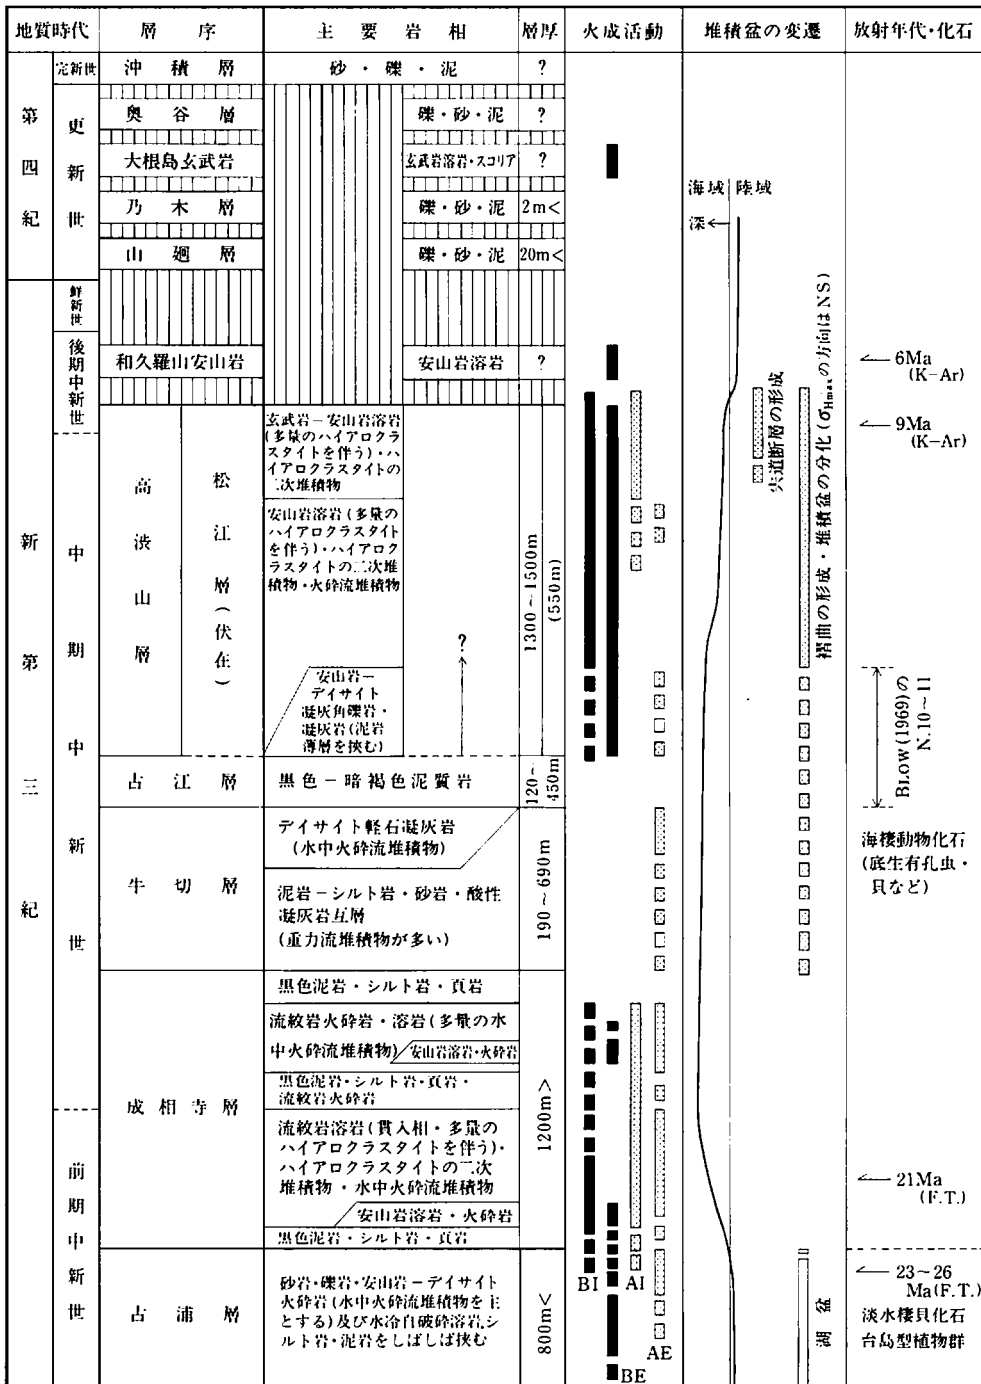 地質時代
層序
主要岩相
層厚
火成活動
堆積盆の変遷
放射年代・化石
第四紀
完新世
沖積層
砂・礫・泥
?
更新世
奥谷層
礫・砂・泥
?
大根島玄武岩
玄武岩溶岩・スコリア
?
乃木層
礫・砂・泥
2m<
山廻層
礫・砂・泥
20m<
海域
陸域
深←
新第三紀
鮮新世
後期中新世
和久羅山安山岩
安山岩溶岩
?
6Ma
(K-Ar)
9Ma
(K-Ar)
中期中新世
高渋山層
松江層(伏在)
玄武岩-安山岩溶岩
(多量のハイアロクラ
スタイトを伴う)・ハ
イアロクラスタイトの
二次堆積物
安山岩溶岩(多量の
ハイアロクラスタイト
を伴う)・ハイアロク
ラスタイトの二次堆
積物・火砕流堆積物
安山岩-
デイサイト
凝灰角礫岩・
凝灰岩(泥岩
薄層を挟む)
?
1300~1500m
(550m)
宍道断層の形成
褶曲の形成・堆積盆の分化(σHmaxの方向はNS)
BLOW(1969)の
N.10~11
古江層
黒色-暗褐色泥質岩
120~
450m
牛切層
デイサイト軽石凝灰岩
(水中火砕流堆積物)
泥岩-シルト岩・砂岩・酸性
凝灰岩互層
(重力流堆積物が多い)
190~690m
海棲動物化石
(底生有孔虫・
貝など)
成相寺層
黒色泥岩・シルト岩・頁岩
流紋岩火砕岩・溶岩(多量の水
中火砕流堆積物)
安山岩溶岩・火砕岩
黒色泥岩・シルト岩・頁岩・
流紋岩火砕岩
流紋岩溶岩(貫入相・多量の
ハイアロクラスタイトを伴う)・
ハイアロクラスタイトの二次
堆積物・水中火砕流堆積物
安山岩溶岩・火砕岩
黒色泥岩・シルト岩・頁岩
1200m>
21Ma
(F.T.)
前期中新世
古浦層
砂岩・礫岩・安山岩-デイサイト
火砕岩(水中火砕流堆積物を主
とする)及び水冷自破砕溶岩,シ
ルト岩・泥岩をしばしば挟む
800m<
BI
AI
AE
BE
湖盆
23~26
Ma(F.T.)
淡水棲貝化石
台島型植物群